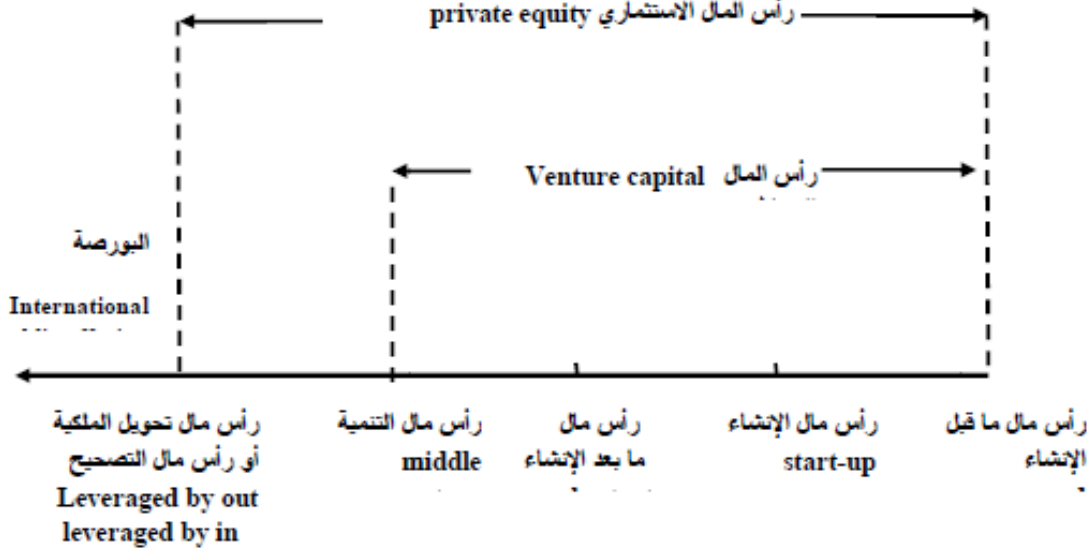 رأس المال الاستثماري private equity
رأس المال Venture capital
البورصة
International
رأس مال ما قبل
الإنشاء
رأس مال الإنشاء
start-up
رأس مال
ما بعد الإنشاء
رأس مال التنمية
middle
رأس مال تحويل الملكية
أو رأس مال التصحيح
Leveraged by out
leveraged by in